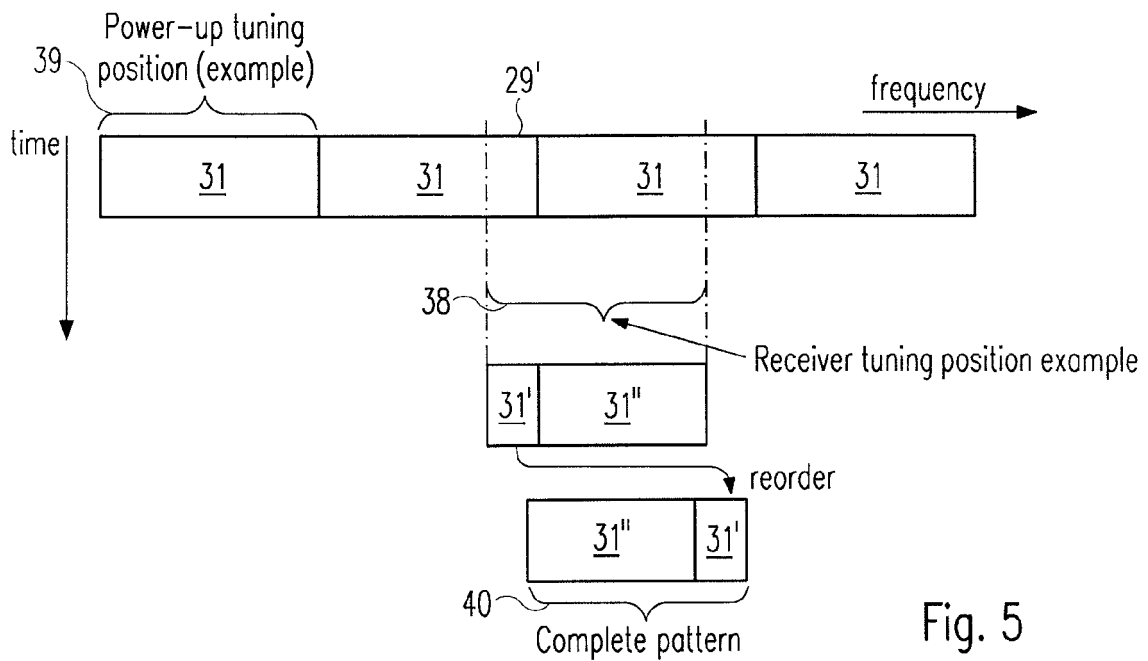 Power-up tuning
position (example)
39
29'
frequency
time
31 31 31 31
38
Receiver tuning position example
31' 31"
reorder
31" 31'
40
Complete pattern
Fig. 5